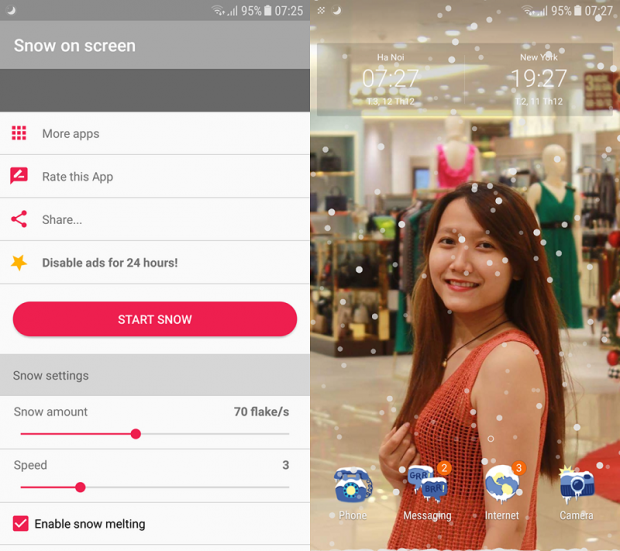 95% 07:25
Snow on screen
More apps
Rate this App
Share...
Disable ads for 24 hours!
START SNOW
Snow settings
Snow amount 70 flake/s
Speed 3
Enable snow melting
95% 07:27
Ha Noi
07:27
T.3, 12 Th12
New York
19:27
T.2, 11 Th12
GRR
BRR
2
3
Phone
Messaging
Internet
Camera